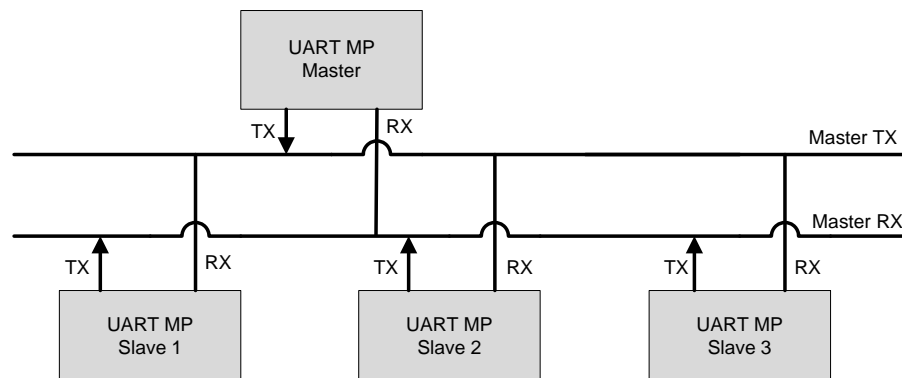 UART MP
Master
TX
RX
Master TX
Master RX
TX
RX
TX
RX
TX
RX
UART MP
Slave 1
UART MP
Slave 2
UART MP
Slave 3